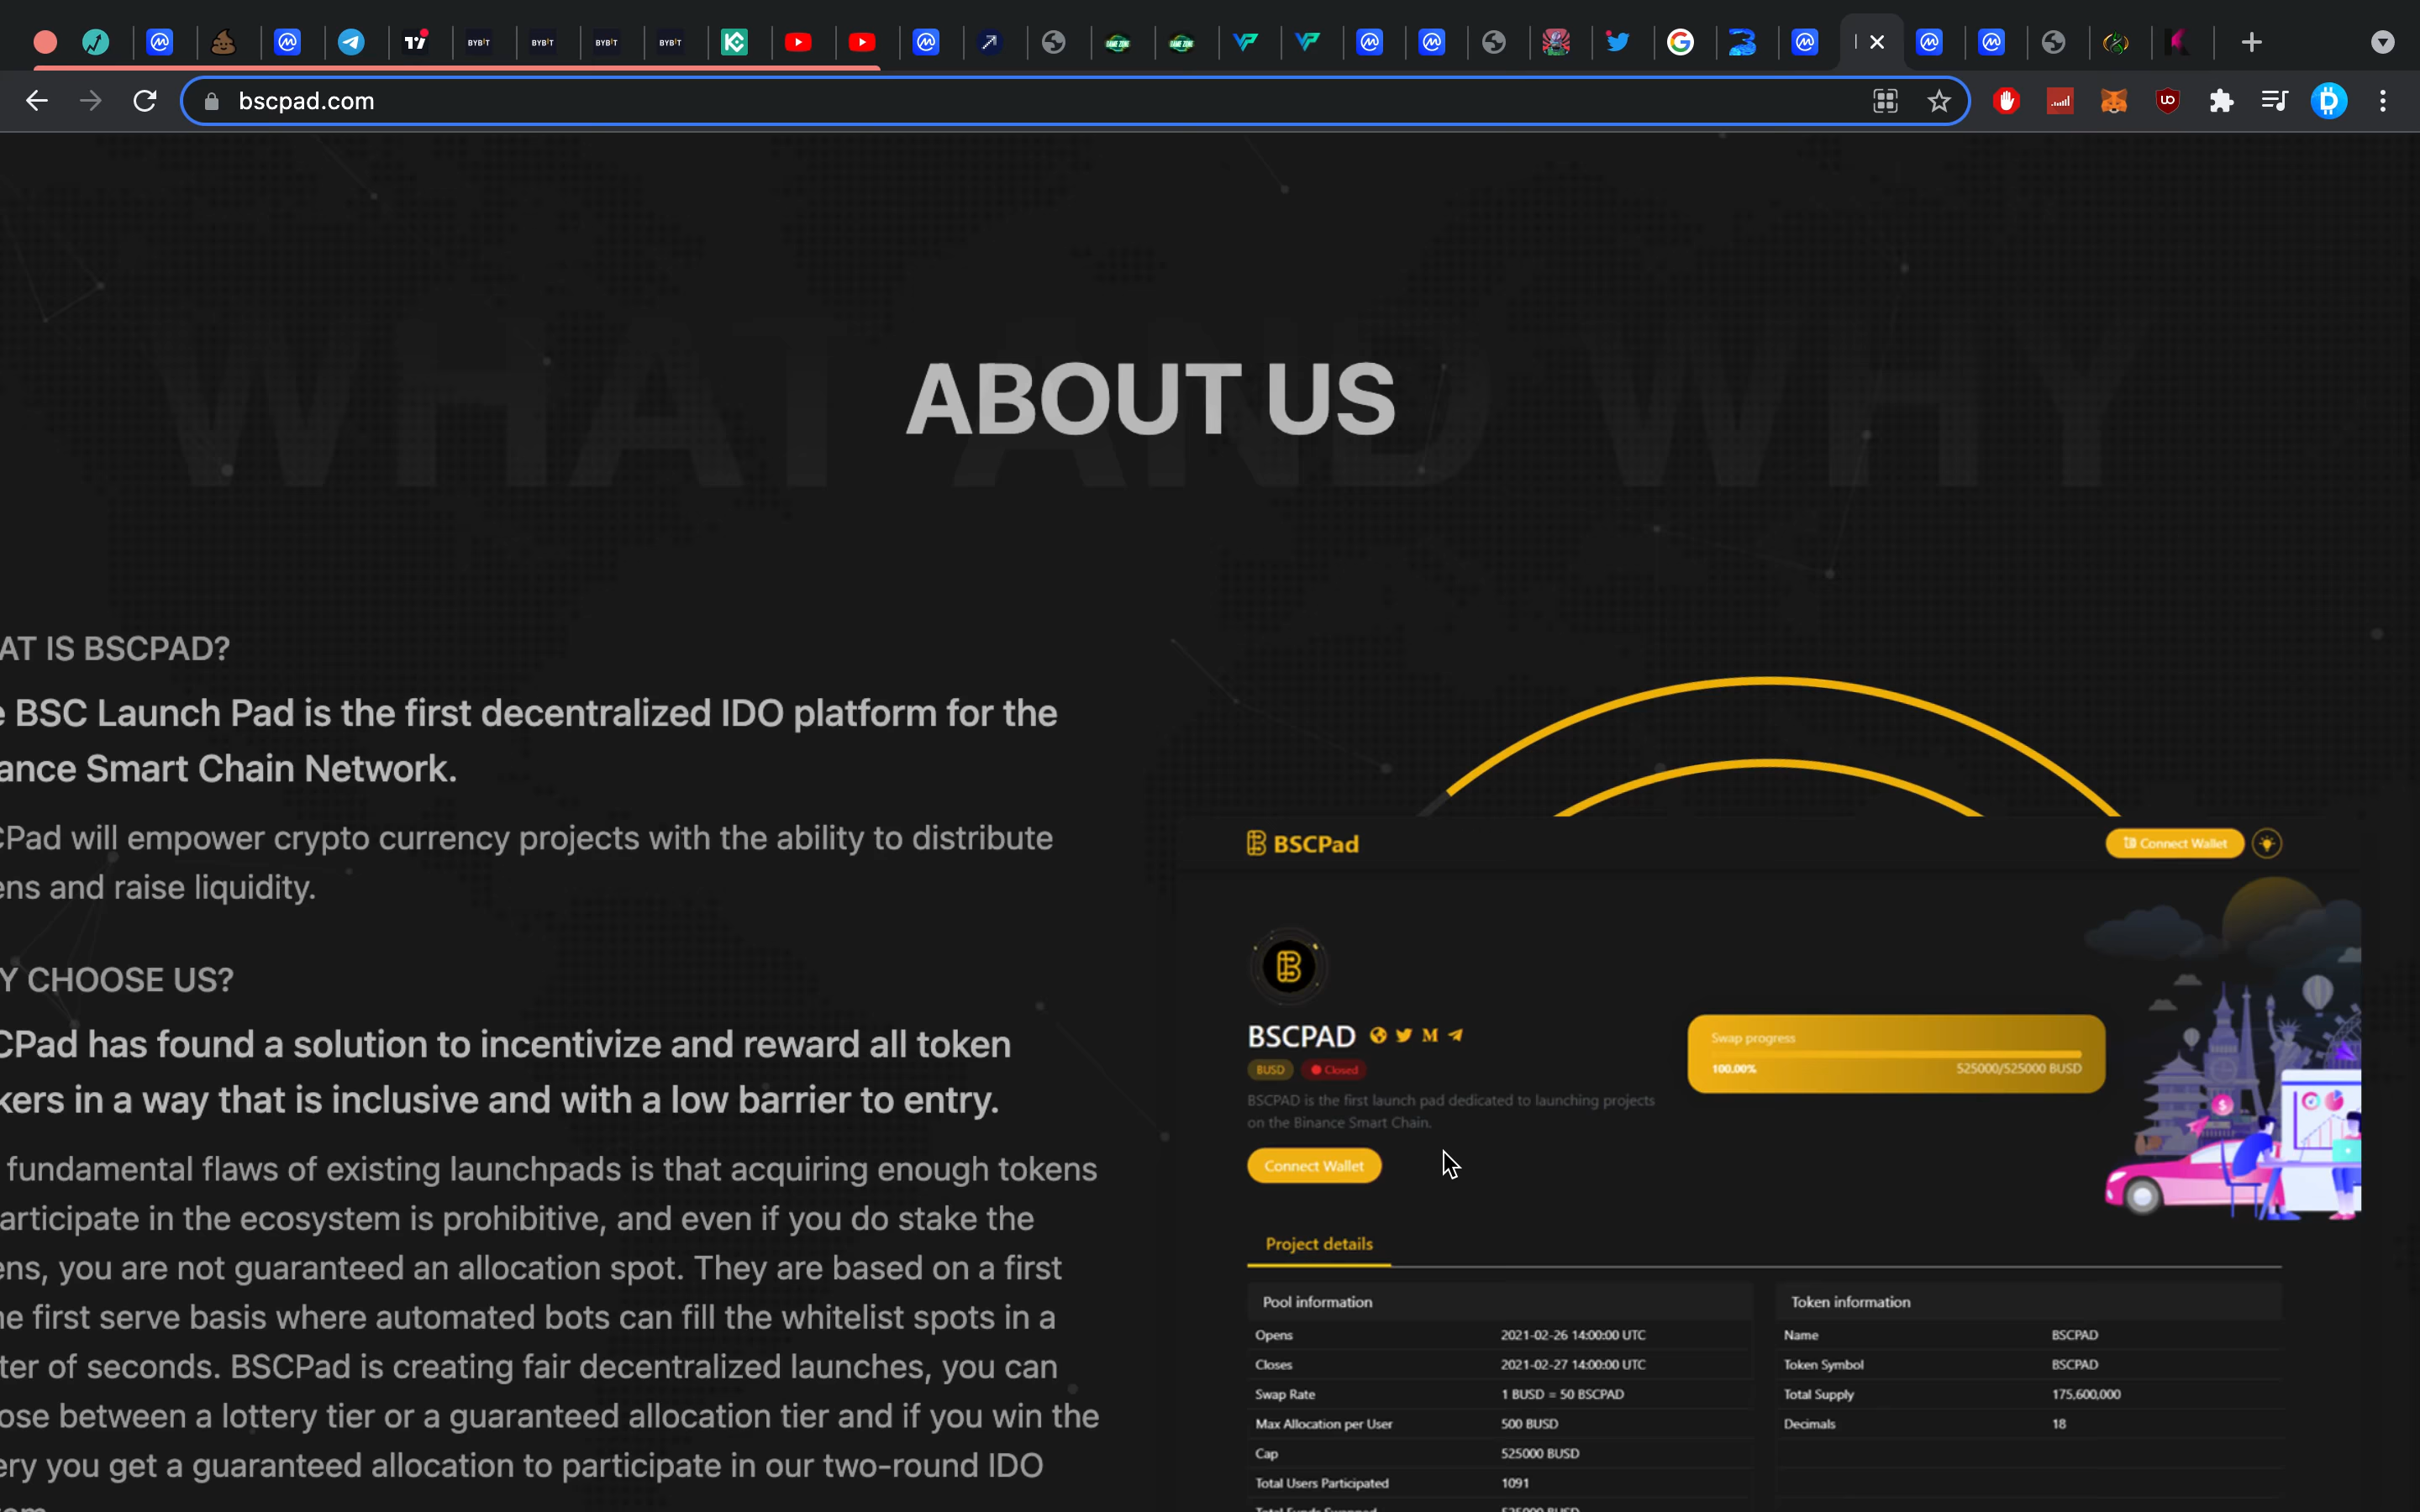 bscpad.com
WHAT AND WHY
ABOUT US
AT IS BSCPAD?
e BSC Launch Pad is the first decentralized IDO platform for the
ance Smart Chain Network.
CPad will empower crypto currency projects with the ability to distribute
ens and raise liquidity.
Y CHOOSE US?
CPad has found a solution to incentivize and reward all token
kers in a way that is inclusive and with a low barrier to entry.
fundamental flaws of existing launchpads is that acquiring enough tokens
articipate in the ecosystem is prohibitive, and even if you do stake the
ens, you are not guaranteed an allocation spot. They are based on a first
ne first serve basis where automated bots can fill the whitelist spots in a
ter of seconds. BSCPad is creating fair decentralized launches, you can
ose between a lottery tier or a guaranteed allocation tier and if you win the
ery you get a guaranteed allocation to participate in our two-round IDO
BSCPad
Connect Wallet
BSCPAD
BUSD Closed
BSCPAD is the first launch pad dedicated to launching projects
on the Binance Smart Chain.
Connect Wallet
Swap progress
100.00% 525000/525000 BUSD
Project details
Pool information
Opens 2021-02-26 14:00:00 UTC
Closes 2021-02-27 14:00:00 UTC
Swap Rate 1 BUSD = 50 BSCPAD
Max Allocation per User 500 BUSD
Cap 525000 BUSD
Total Users Participated 1091
Total Funds Swapped 525000 BUSD
Token information
Name BSCPAD
Token Symbol BSCPAD
Total Supply 175,600,000
Decimals 18